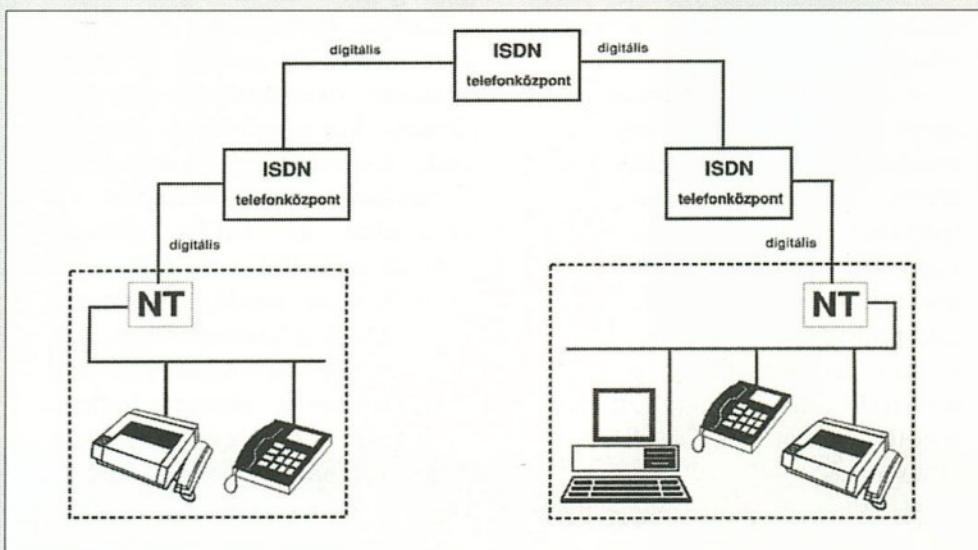 digitális
ISDN
telefonközpont
digitális
ISDN
telefonközpont
ISDN
telefonközpont
digitális
digitális
NT
NT